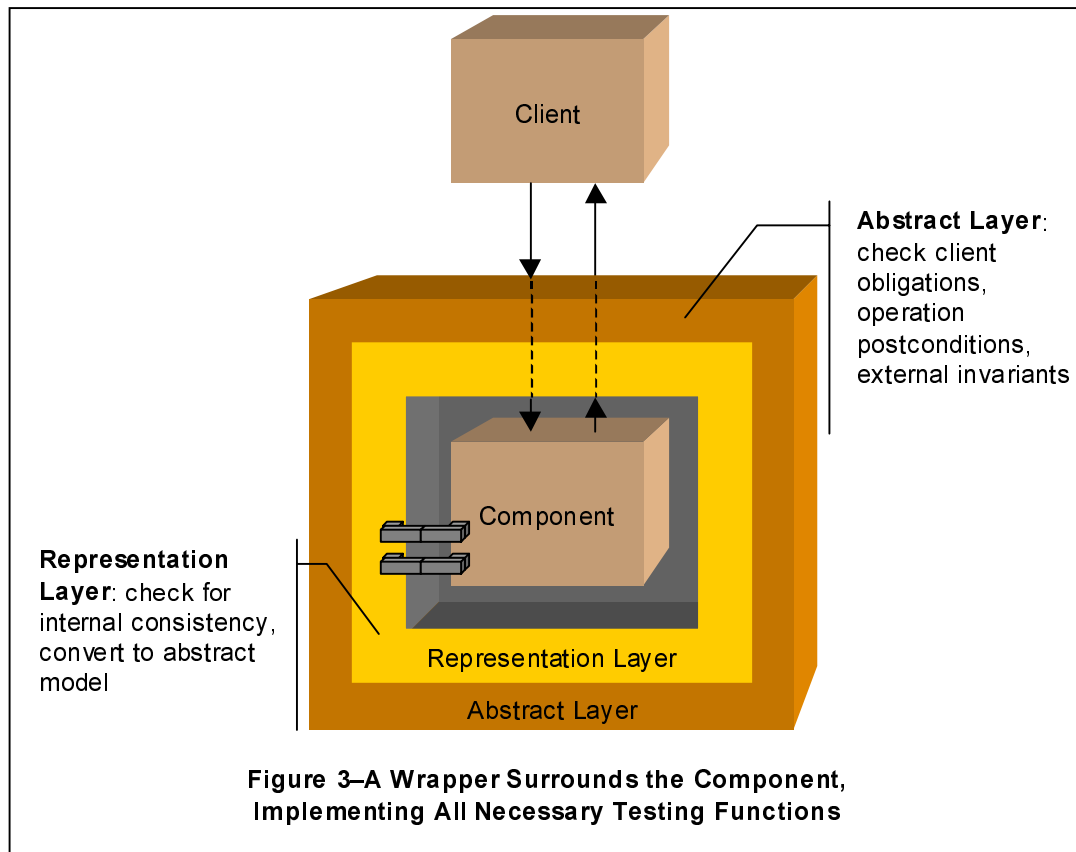 Client
Abstract Layer:
check client
obligations,
operation
postconditions,
external invariants
Component
Representation
Layer: check for
internal consistency,
convert to abstract
model
Representation Layer
Abstract Layer
Figure 3–A Wrapper Surrounds the Component,
Implementing All Necessary Testing Functions